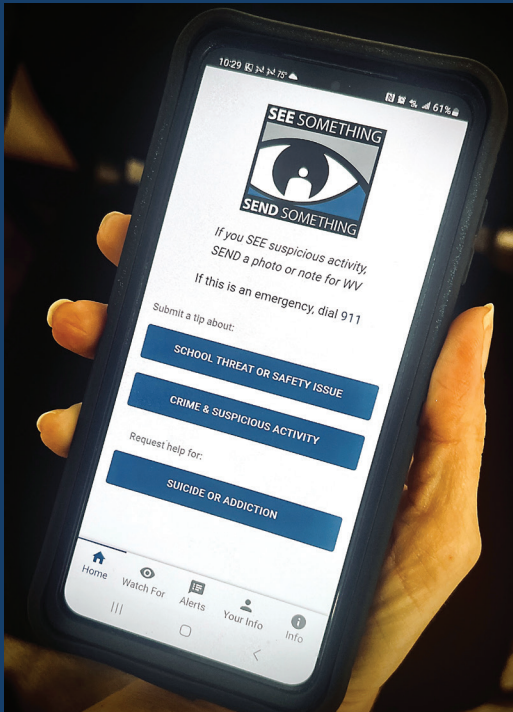 10:29 75°
61%
SEE SOMETHING
SEND SOMETHING
If you SEE suspicious activity,
SEND a photo or note for WV
If this is an emergency, dial 911
Submit a tip about:
SCHOOL THREAT OR SAFETY ISSUE
CRIME & SUSPICIOUS ACTIVITY
Request help for:
SUICIDE OR ADDICTION
Home
Watch For
Alerts
Your Info
Info